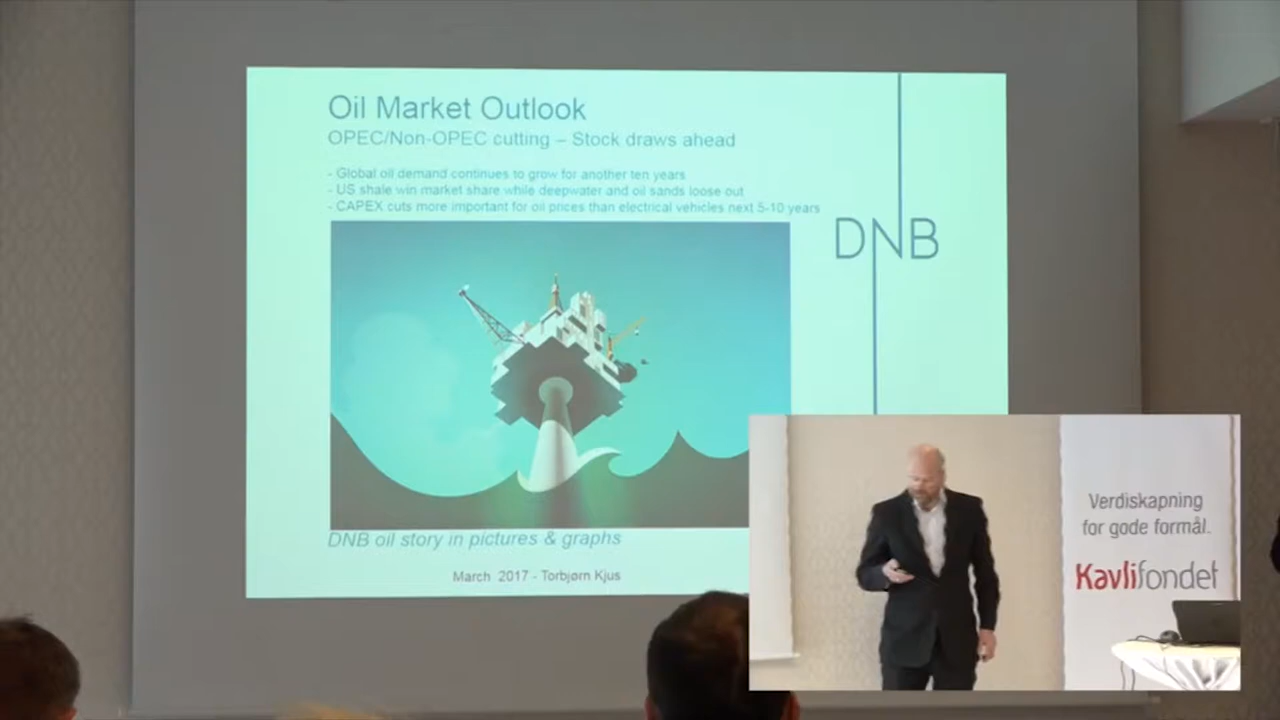 Oil Market Outlook
OPEC/Non-OPEC cutting – Stock draws ahead
- Global oil demand continues to grow for another ten years
- US shale win market share while deepwater and oil sands loose out
- CAPEX cuts more important for oil prices than electrical vehicles next 5-10 years
DNB
DNB oil story in pictures & graphs
March 2017 - Torbjørn Kjus
Verdiskapning
for gode formål.
Kavlifondet